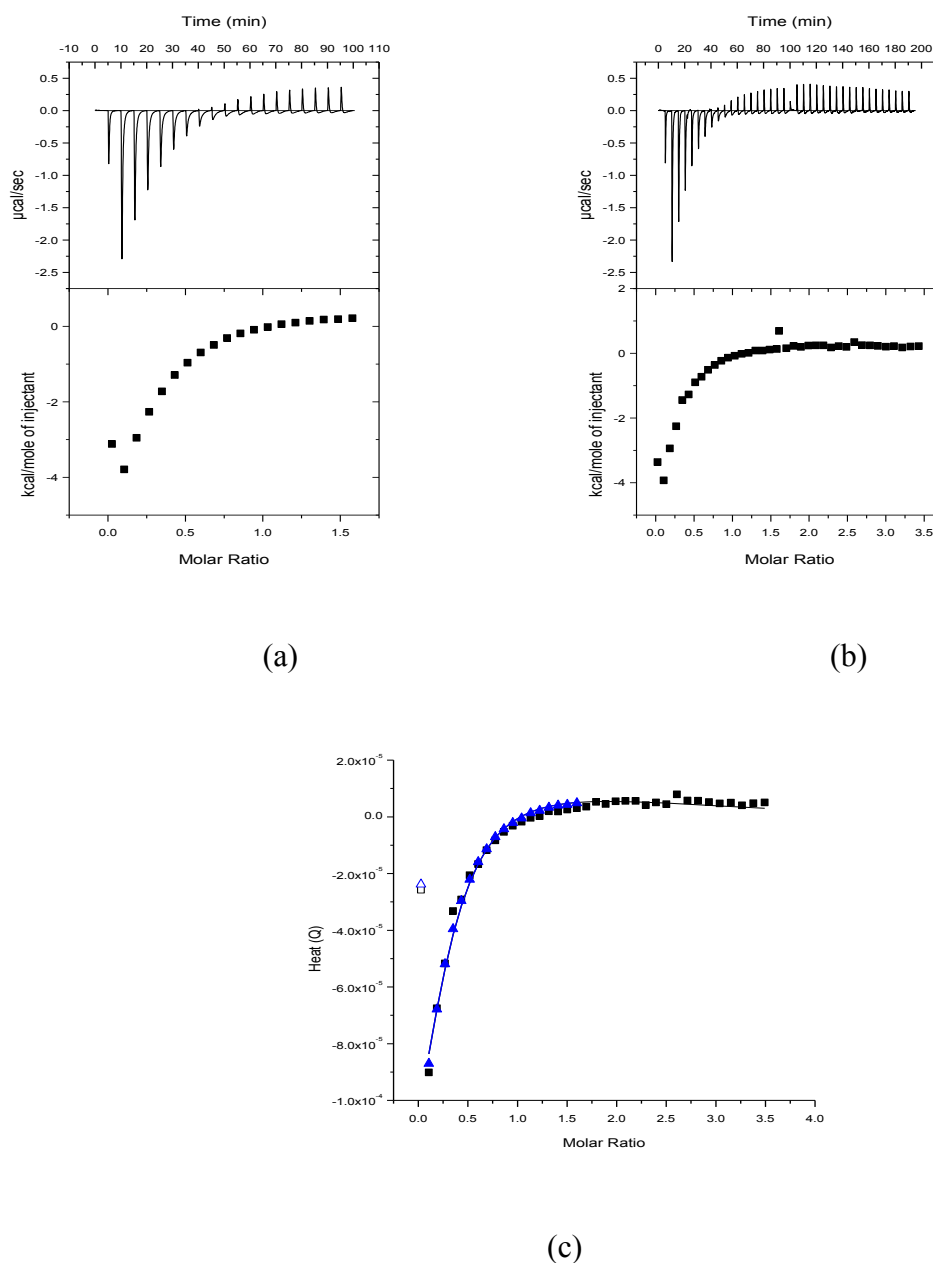 Time (min)
-10 0 10 20 30 40 50 60 70 80 90 100 110
0.5
0.0
-0.5
-1.0
-1.5
-2.0
-2.5
µcal/sec
0
-2
-4
kcal/mole of injectant
0.0 0.5 1.0 1.5
Molar Ratio
(a)
Time (min)
0 20 40 60 80 100 120 140 160 180 200
0.5
0.0
-0.5
-1.0
-1.5
-2.0
-2.5
µcal/sec
2
0
-2
-4
kcal/mole of injectant
0.0 0.5 1.0 1.5 2.0 2.5 3.0 3.5
Molar Ratio
(b)
2.0x10⁻⁵
0.0
-2.0x10⁻⁵
-4.0x10⁻⁵
-6.0x10⁻⁵
-8.0x10⁻⁵
-1.0x10⁻⁴
Heat (Q)
0.0 0.5 1.0 1.5 2.0 2.5 3.0 3.5 4.0
Molar Ratio
(c)